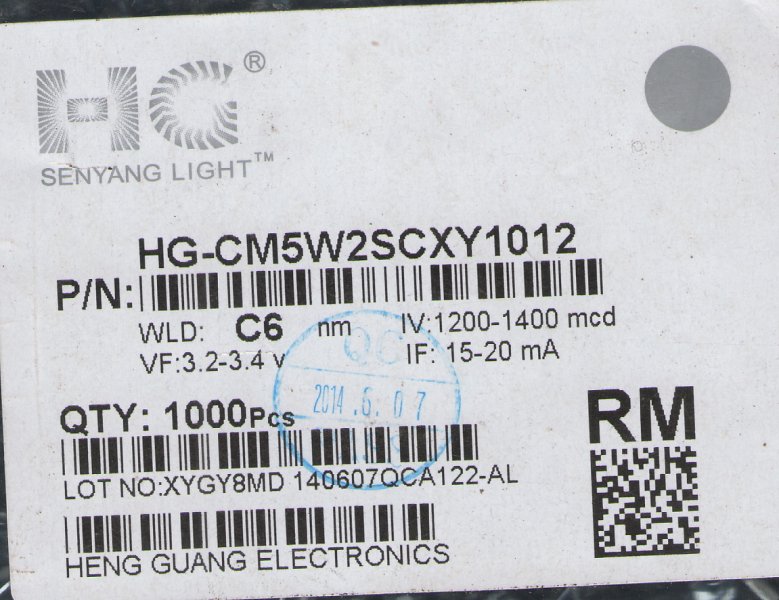 HG®
SENYANG LIGHT™
HG-CM5W2SCXY1012
P/N:
WLD: C6 nm IV:1200-1400 mcd
VF:3.2-3.4 v IF: 15-20 mA
Q6
2014.6.07
QTY: 1000Pcs
RM
LOT NO:XYGY8MD 140607QCA122-AL
HENG GUANG ELECTRONICS